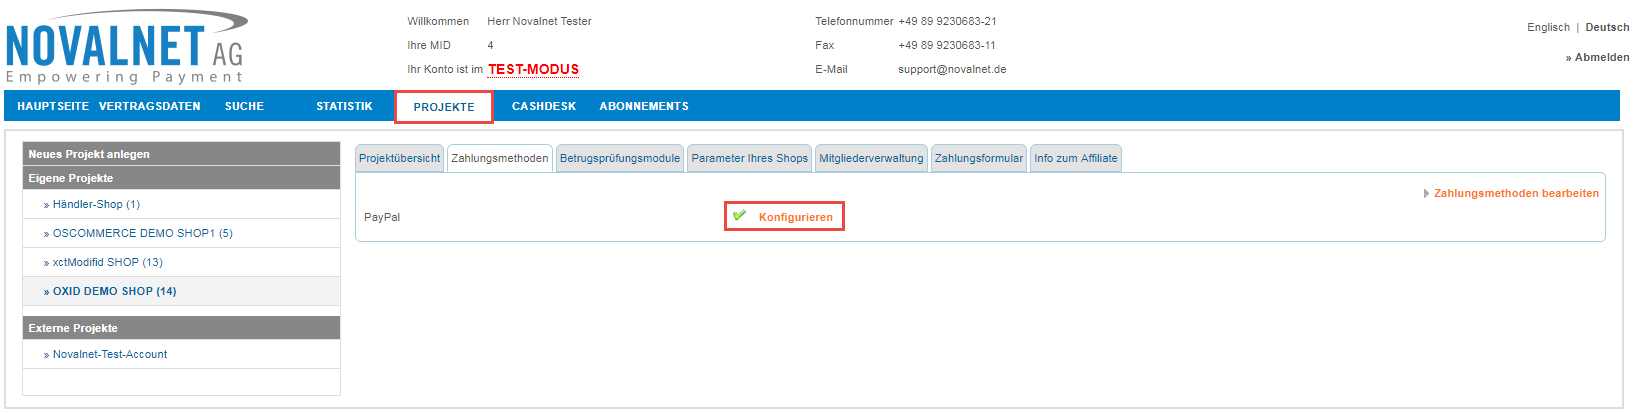 NOVALNET AG
Empowering Payment
Willkommen Herr Novalnet Tester
Ihre MID 4
Ihr Konto ist im TEST-MODUS
Telefonnummer +49 89 9230683-21
Fax +49 89 9230683-11
E-Mail support@novalnet.de
Englisch | Deutsch
» Abmelden
HAUPTSEITE VERTRAGSDATEN SUCHE STATISTIK PROJEKTE CASHDESK ABONNEMENTS
Neues Projekt anlegen
Eigene Projekte
» Händler-Shop (1)
» OSCOMMERCE DEMO SHOP1 (5)
» xctModifid SHOP (13)
» OXID DEMO SHOP (14)
Externe Projekte
» Novalnet-Test-Account
Projektübersicht Zahlungsmethoden Betrugsprüfungsmodule Parameter Ihres Shops Mitgliederverwaltung Zahlungsformular Info zum Affiliate
Zahlungsmethoden bearbeiten
PayPal Konfigurieren